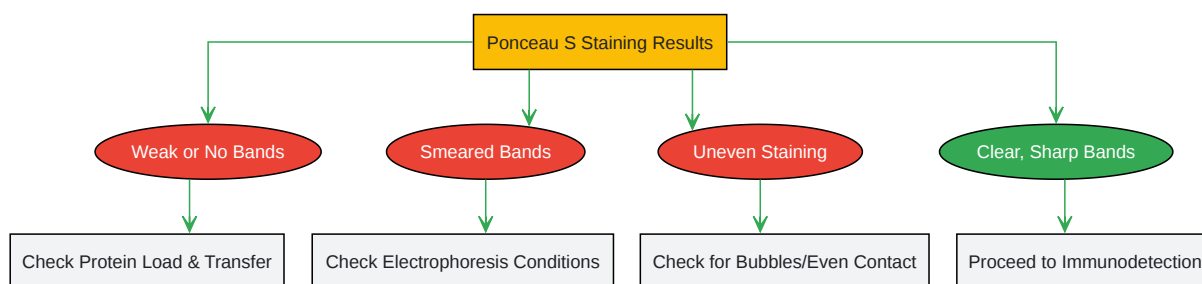 Ponceau S Staining Results
Weak or No Bands
Smeared Bands
Uneven Staining
Clear, Sharp Bands
Check Protein Load & Transfer
Check Electrophoresis Conditions
Check for Bubbles/Even Contact
Proceed to Immunodetection